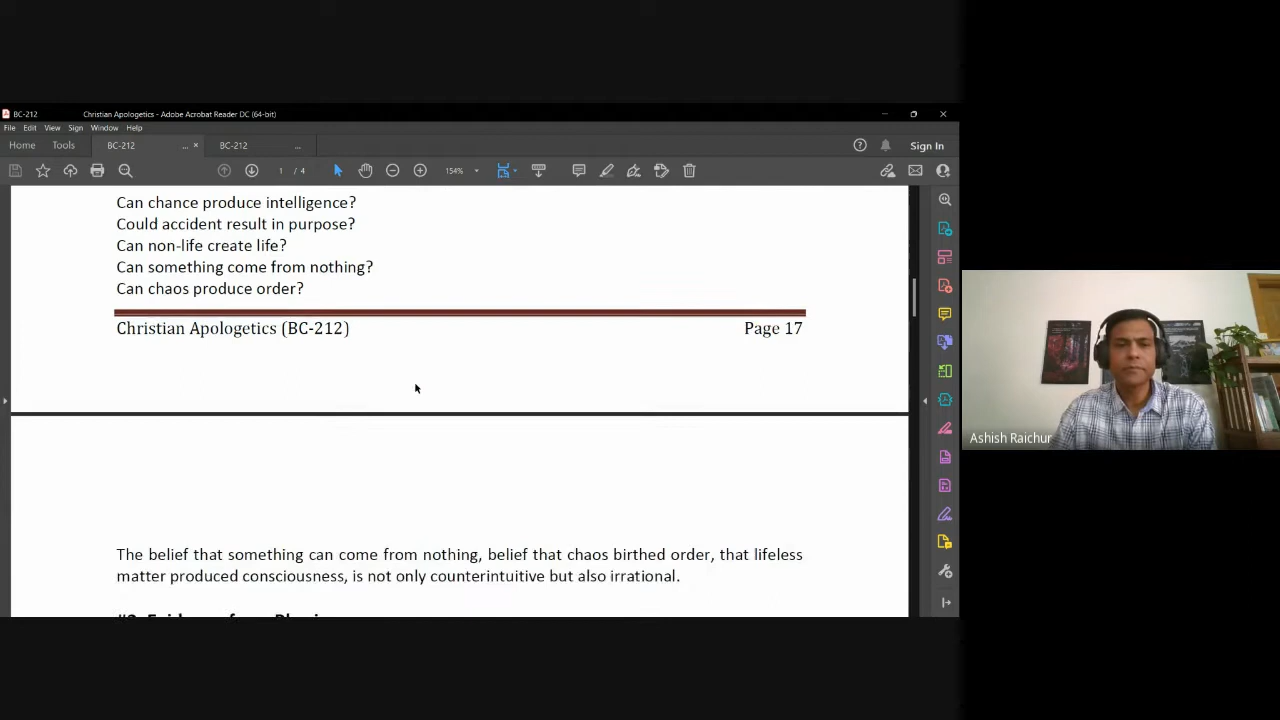 BC-212 Christian Apologetics - Adobe Acrobat Reader DC (64-bit)
File Edit View Sign Window Help
Home Tools BC-212 ... × BC-212 ...
Sign In
1 / 4 154%
Can chance produce intelligence?
Could accident result in purpose?
Can non-life create life?
Can something come from nothing?
Can chaos produce order?
Christian Apologetics (BC-212) Page 17
The belief that something can come from nothing, belief that chaos birthed order, that lifeless
matter produced consciousness, is not only counterintuitive but also irrational.
Ashish Raichur